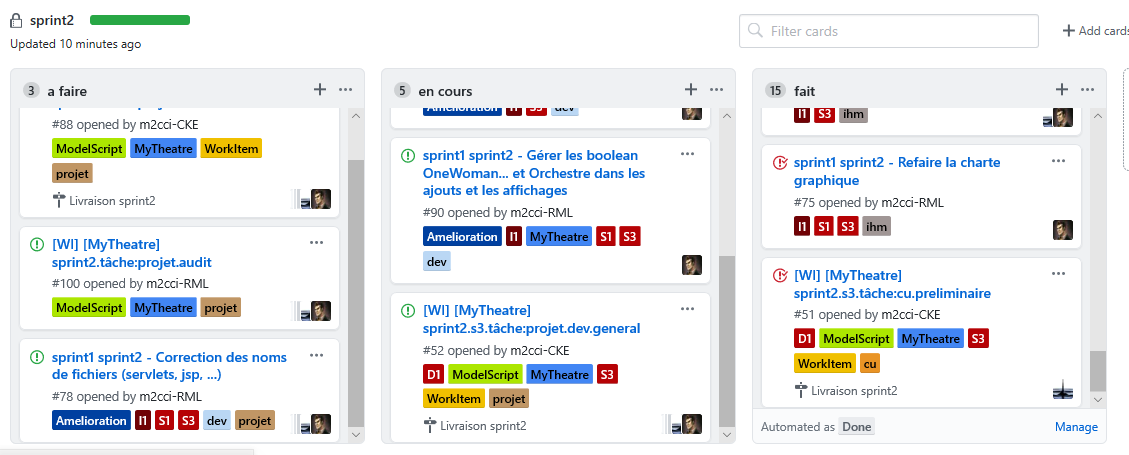 sprint2
Updated 10 minutes ago
Filter cards
+ Add cards
3 a faire
#88 opened by m2cci-CKE
ModelScript MyTheatre WorkItem
projet
Livraison sprint2
[WI] [MyTheatre]
sprint2.tâche:projet.audit
#100 opened by m2cci-RML
ModelScript MyTheatre projet
sprint1 sprint2 - Correction des noms
de fichiers (servlets, jsp, ...)
#78 opened by m2cci-RML
Amelioration I1 S1 S3 dev projet
5 en cours
Amelioration I1 S3 dev
sprint1 sprint2 - Gérer les boolean
OneWoman... et Orchestre dans les
ajouts et les affichages
#90 opened by m2cci-RML
Amelioration I1 MyTheatre S1 S3
dev
[WI] [MyTheatre]
sprint2.s3.tâche:projet.dev.general
#52 opened by m2cci-CKE
D1 ModelScript MyTheatre S3
WorkItem projet
Livraison sprint2
15 fait
I1 S3 ihm
sprint1 sprint2 - Refaire la charte
graphique
#75 opened by m2cci-RML
I1 S1 S3 ihm
[WI] [MyTheatre]
sprint2.s3.tâche:cu.preliminaire
#51 opened by m2cci-CKE
D1 ModelScript MyTheatre S3
WorkItem cu
Livraison sprint2
Automated as Done
Manage